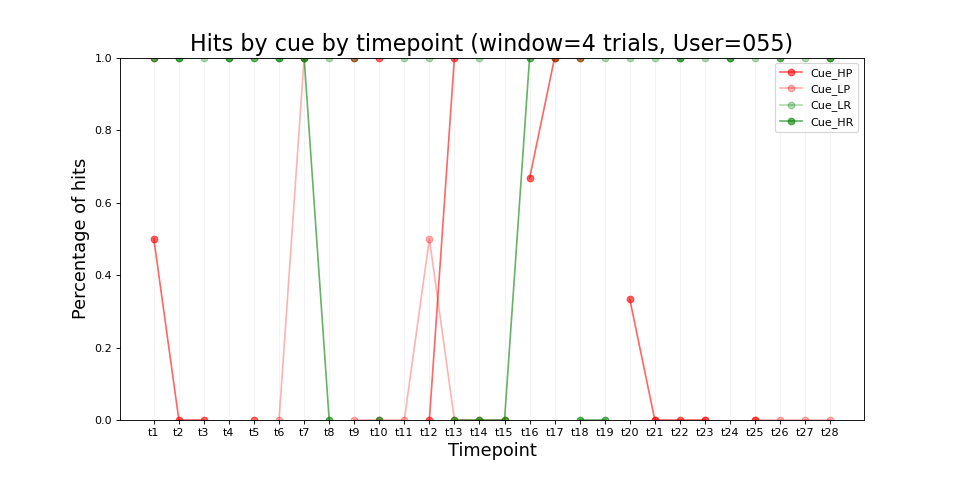 Hits by cue by timepoint (window=4 trials, User=055)
Percentage of hits
1.0
0.8
0.6
0.4
0.2
0.0
Cue_HP
Cue_LP
Cue_LR
Cue_HR
t1 t2 t3 t4 t5 t6 t7 t8 t9 t10 t11 t12 t13 t14 t15 t16 t17 t18 t19 t20 t21 t22 t23 t24 t25 t26 t27 t28
Timepoint